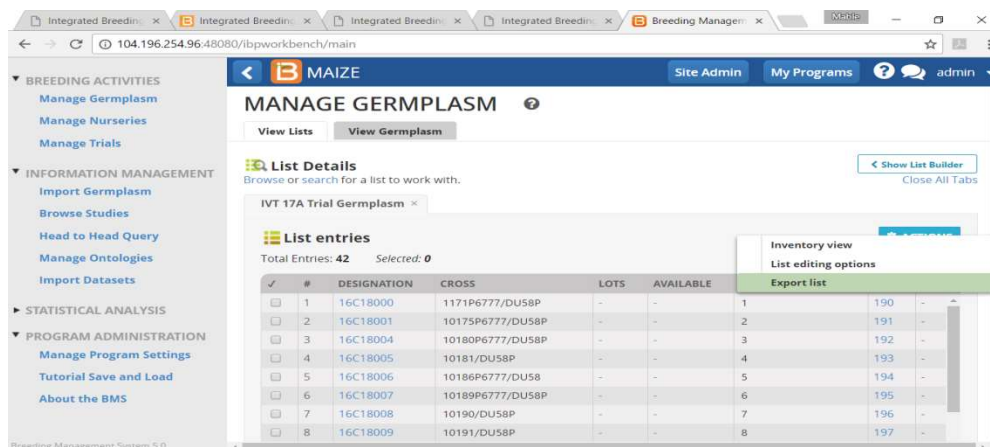 Integrated Breeding × Integrated Breeding × Integrated Breeding × Integrated Breeding × Breeding Managem × Mable
104.196.254.96:48080/ibpworkbench/main
BREEDING ACTIVITIES
Manage Germplasm
Manage Nurseries
Manage Trials
INFORMATION MANAGEMENT
Import Germplasm
Browse Studies
Head to Head Query
Manage Ontologies
Import Datasets
STATISTICAL ANALYSIS
PROGRAM ADMINISTRATION
Manage Program Settings
Tutorial Save and Load
About the BMS
Breeding Management System 5.0
MAIZE Site Admin My Programs ? admin
MANAGE GERMPLASM ?
View Lists View Germplasm
List Details
Show List Builder
Browse or search for a list to work with.
Close All Tabs
IVT 17A Trial Germplasm ×
List entries
ACTIONS
Total Entries: 42 Selected: 0
Inventory view
List editing options
Export list
✓ # DESIGNATION CROSS LOTS AVAILABLE
1 16C18000 1171P6777/DU58P - - 1 190 -
2 16C18001 10175P6777/DU58P - - 2 191 -
3 16C18004 10180P6777/DU58P - - 3 192 -
4 16C18005 10181/DU58P - - 4 193 -
5 16C18006 10186P6777/DU58 - - 5 194 -
6 16C18007 10189P6777/DU58P - - 6 195 -
7 16C18008 10190/DU58P - - 7 196 -
8 16C18009 10191/DU58P - - 8 197 -